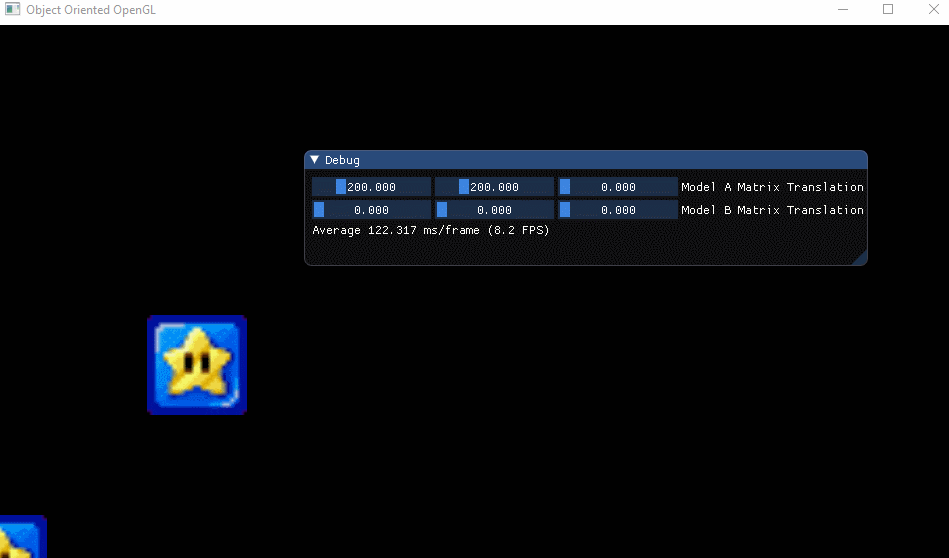 Object Oriented OpenGL
Debug
200.000 200.000 0.000 Model A Matrix Translation
0.000 0.000 0.000 Model B Matrix Translation
Average 122.317 ms/frame (8.2 FPS)